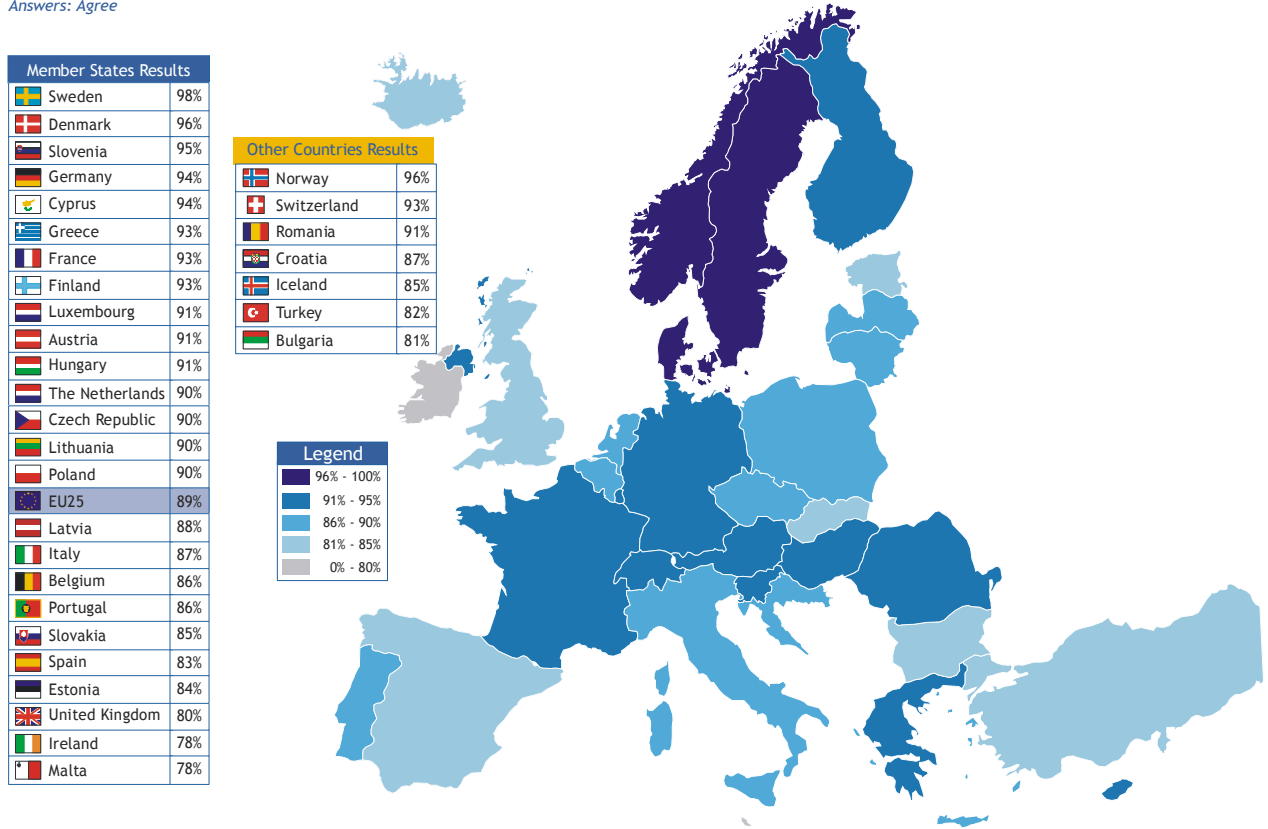 Answers: Agree
Member States Results
Sweden 98%
Denmark 96%
Slovenia 95%
Germany 94%
Cyprus 94%
Greece 93%
France 93%
Finland 93%
Luxembourg 91%
Austria 91%
Hungary 91%
The Netherlands 90%
Czech Republic 90%
Lithuania 90%
Poland 90%
EU25 89%
Latvia 88%
Italy 87%
Belgium 86%
Portugal 86%
Slovakia 85%
Spain 83%
Estonia 84%
United Kingdom 80%
Ireland 78%
Malta 78%
Other Countries Results
Norway 96%
Switzerland 93%
Romania 91%
Croatia 87%
Iceland 85%
Turkey 82%
Bulgaria 81%
Legend
96% - 100%
91% - 95%
86% - 90%
81% - 85%
0% - 80%